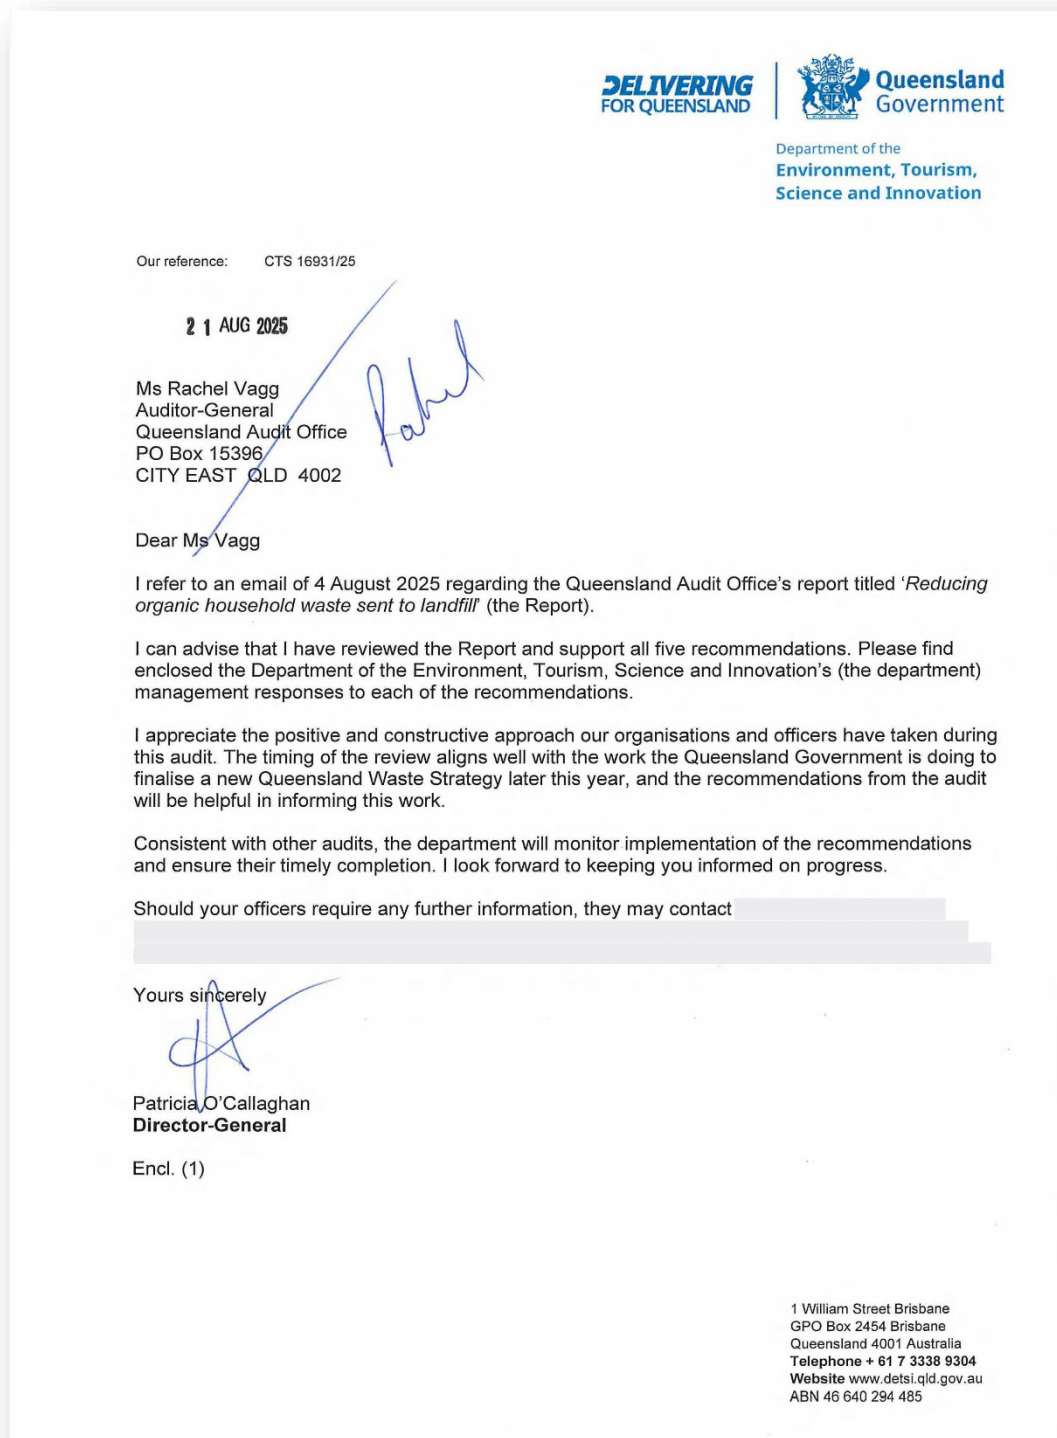 DELIVERING
FOR QUEENSLAND
Queensland
Government
Department of the
Environment, Tourism,
Science and Innovation
Our reference: CTS 16931/25
2 1 AUG 2025
Rachel
Ms Rachel Vagg
Auditor-General
Queensland Audit Office
PO Box 15396
CITY EAST QLD 4002
Dear Ms Vagg
I refer to an email of 4 August 2025 regarding the Queensland Audit Office's report titled 'Reducing
organic household waste sent to landfill' (the Report).
I can advise that I have reviewed the Report and support all five recommendations. Please find
enclosed the Department of the Environment, Tourism, Science and Innovation's (the department)
management responses to each of the recommendations.
I appreciate the positive and constructive approach our organisations and officers have taken during
this audit. The timing of the review aligns well with the work the Queensland Government is doing to
finalise a new Queensland Waste Strategy later this year, and the recommendations from the audit
will be helpful in informing this work.
Consistent with other audits, the department will monitor implementation of the recommendations
and ensure their timely completion. I look forward to keeping you informed on progress.
Should your officers require any further information, they may contact
Yours sincerely
Patricia O'Callaghan
Director-General
Encl. (1)
1 William Street Brisbane
GPO Box 2454 Brisbane
Queensland 4001 Australia
Telephone + 61 7 3338 9304
Website www.detsi.qld.gov.au
ABN 46 640 294 485